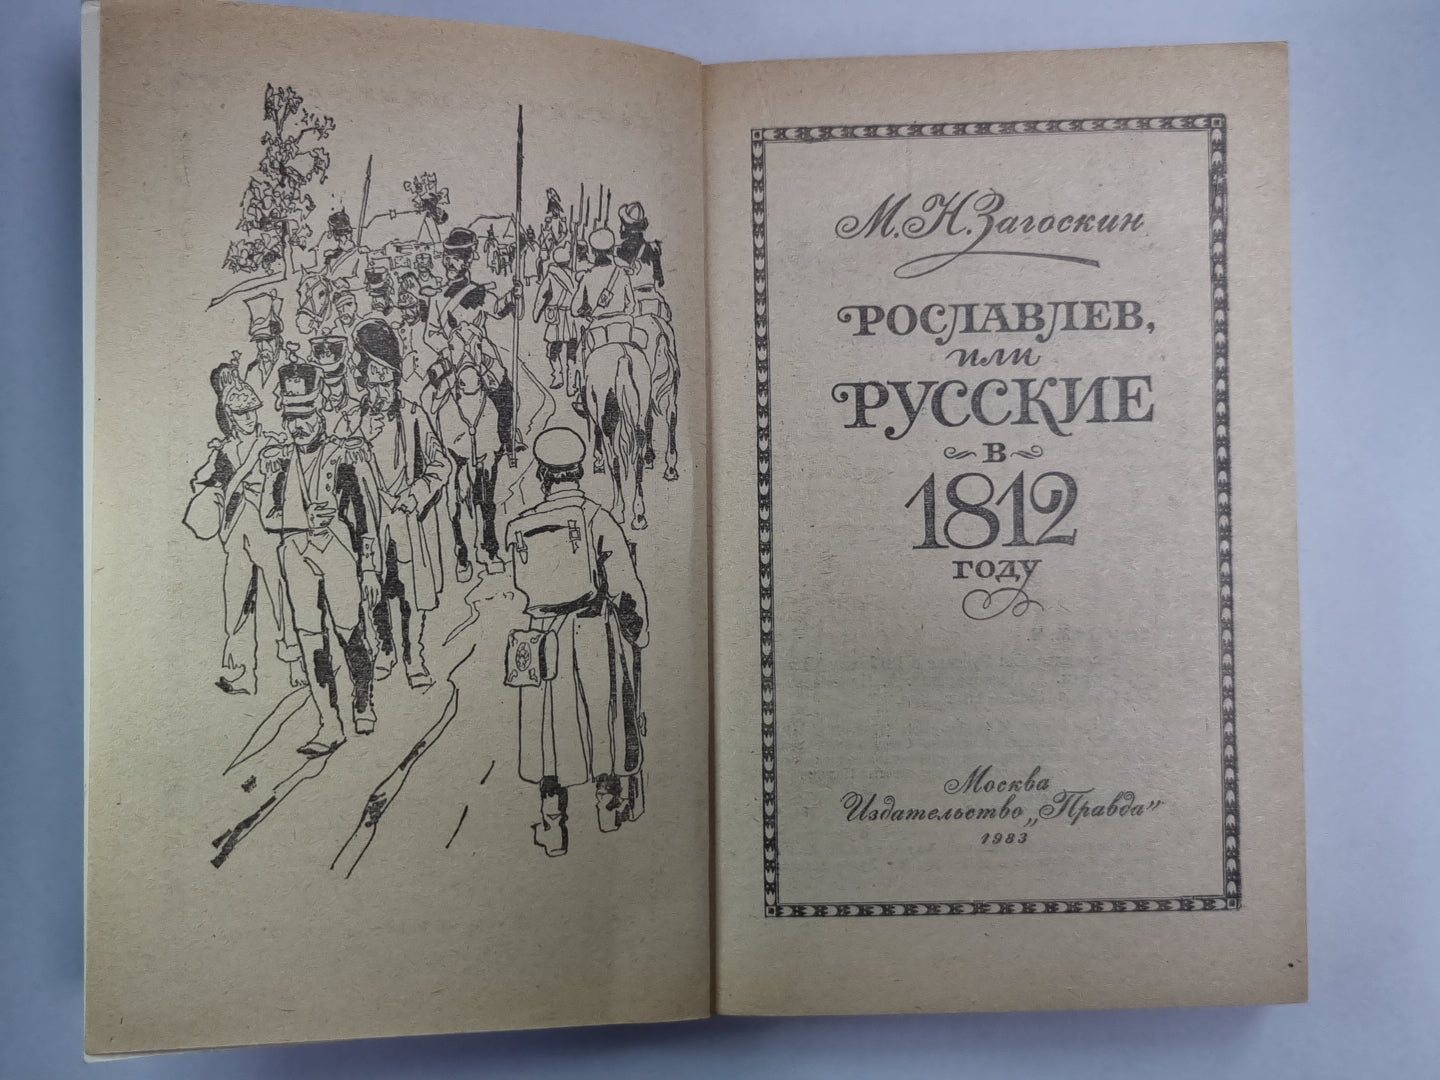 М. Н. Загоскин
РОСЛАВЛЕВ,
или
РУССКИЕ
В
1812
ГОДУ
Москва
Издательство „Правда"
1983